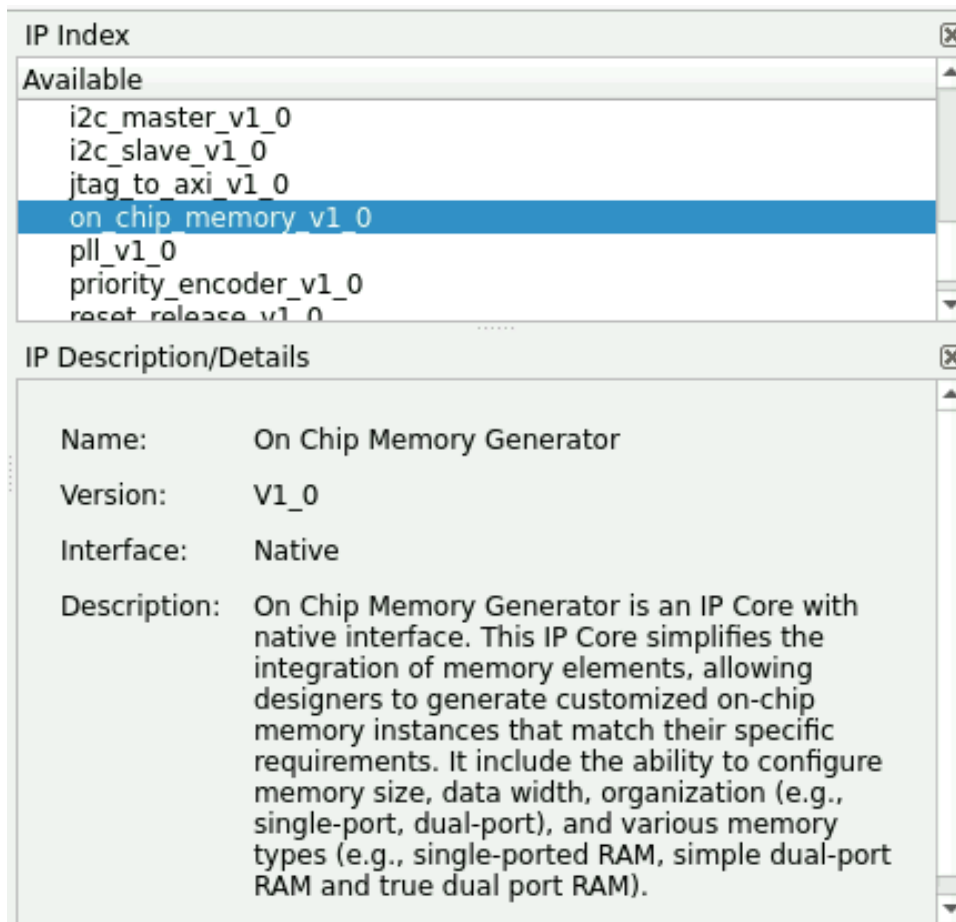 IP Index
Available
i2c_master_v1_0
i2c_slave_v1_0
jtag_to_axi_v1_0
on_chip_memory_v1_0
pll_v1_0
priority_encoder_v1_0
reset_release_v1_0
IP Description/Details
Name: On Chip Memory Generator
Version: V1_0
Interface: Native
Description: On Chip Memory Generator is an IP Core with
native interface. This IP Core simplifies the
integration of memory elements, allowing
designers to generate customized on-chip
memory instances that match their specific
requirements. It include the ability to configure
memory size, data width, organization (e.g.,
single-port, dual-port), and various memory
types (e.g., single-ported RAM, simple dual-port
RAM and true dual port RAM).